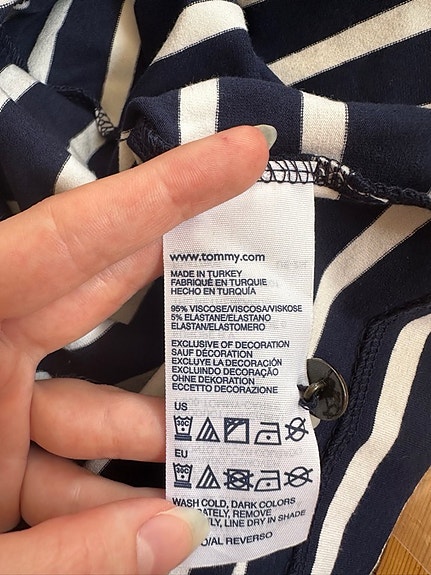 www.tommy.com
MADE IN TURKEY
FABRIQUÉ EN TURQUIE
HECHO EN TURQUÍA
95% VISCOSE/VISCOSA/VISKOSE
5% ELASTANE/ELASTANO
ELASTAN/ELASTOMERO
EXCLUSIVE OF DECORATION
SAUF DÉCORATION
EXCLUYE LA DECORACIÓN
EXCLUINDO DECORAÇÃO
OHNE DEKORATION
ECCETTO DECORAZIONE
US
EU
WASH COLD, DARK COLORS
REMOVE
LINE DRY IN SHADE
REVERSO